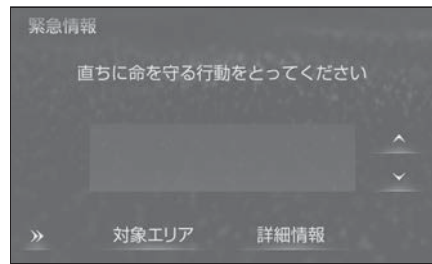 緊急情報
直ちに命を守る行動をとってください
対象エリア
詳細情報